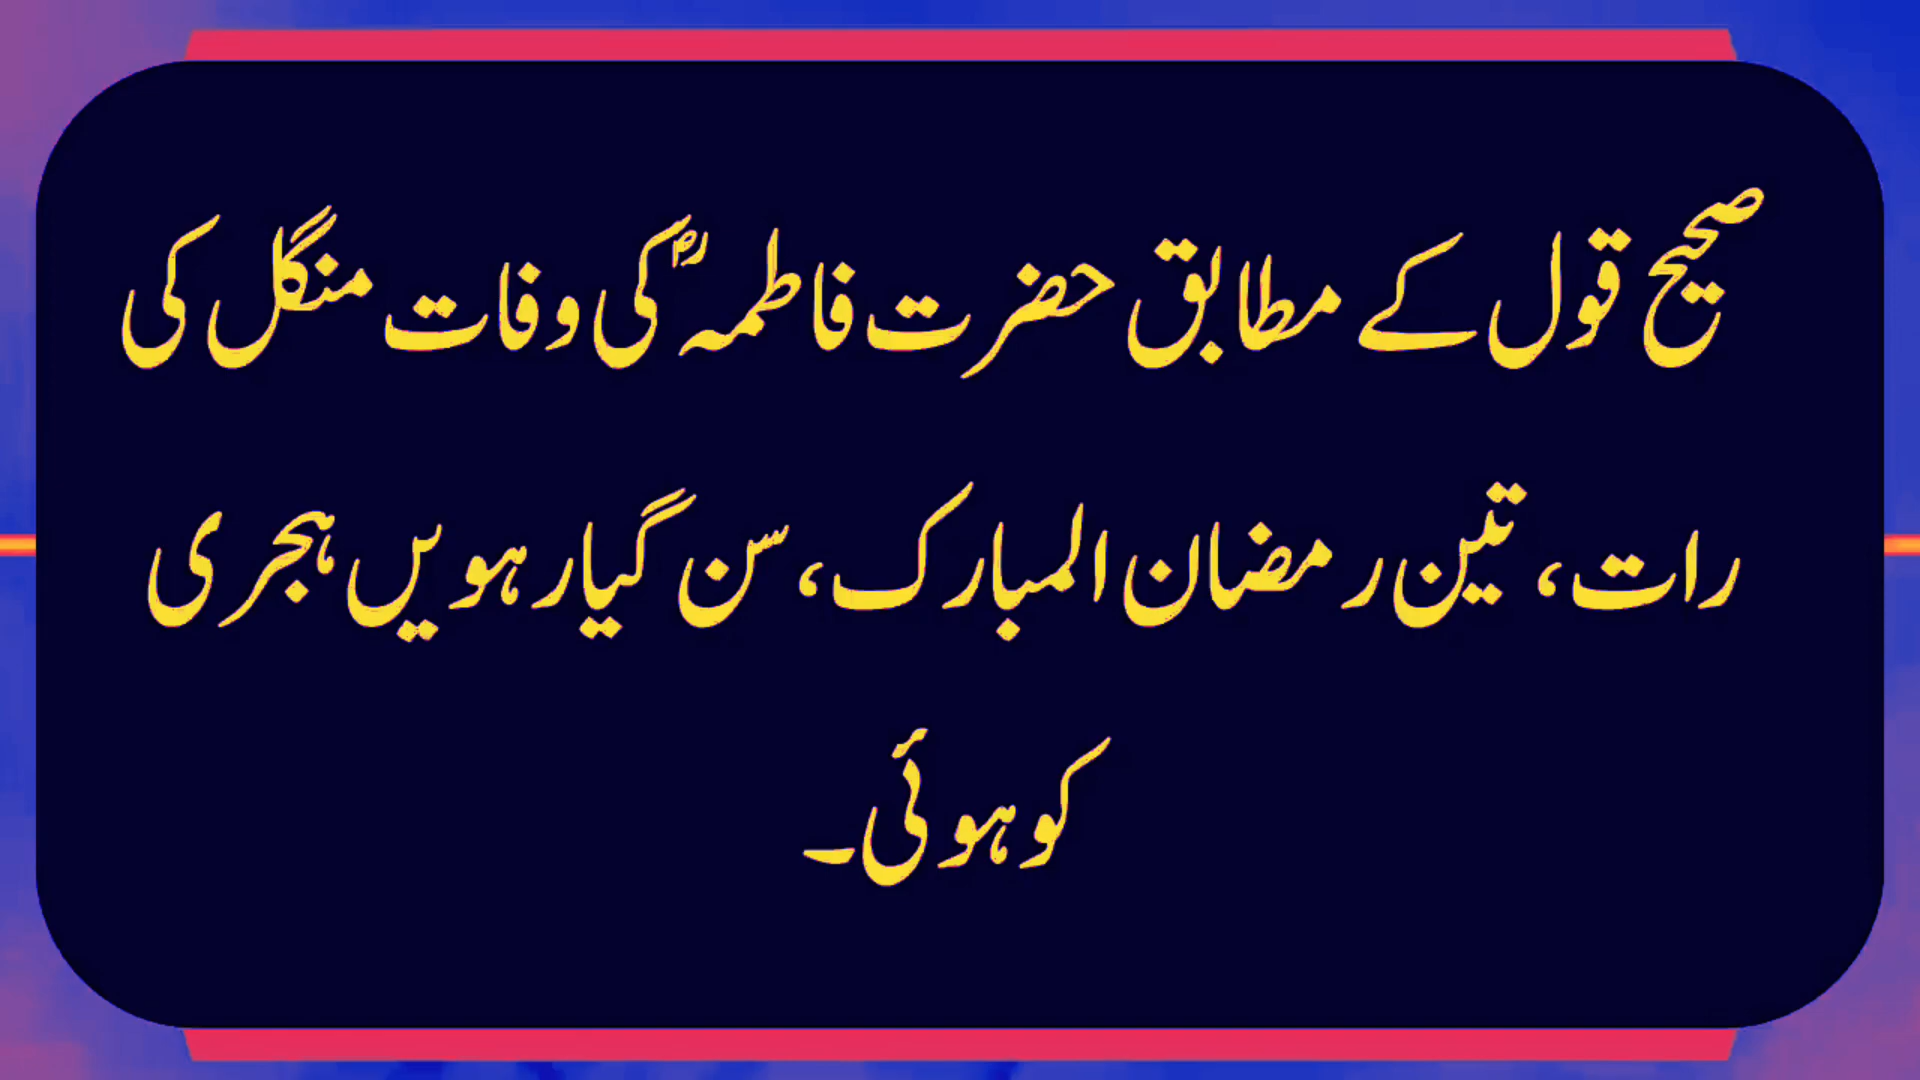 صحیح قول کے مطابق حضرت فاطمہؓ کی وفات منگل کی
رات، تین رمضان المبارک، سن گیارہویں ہجری
کو ہوئی۔